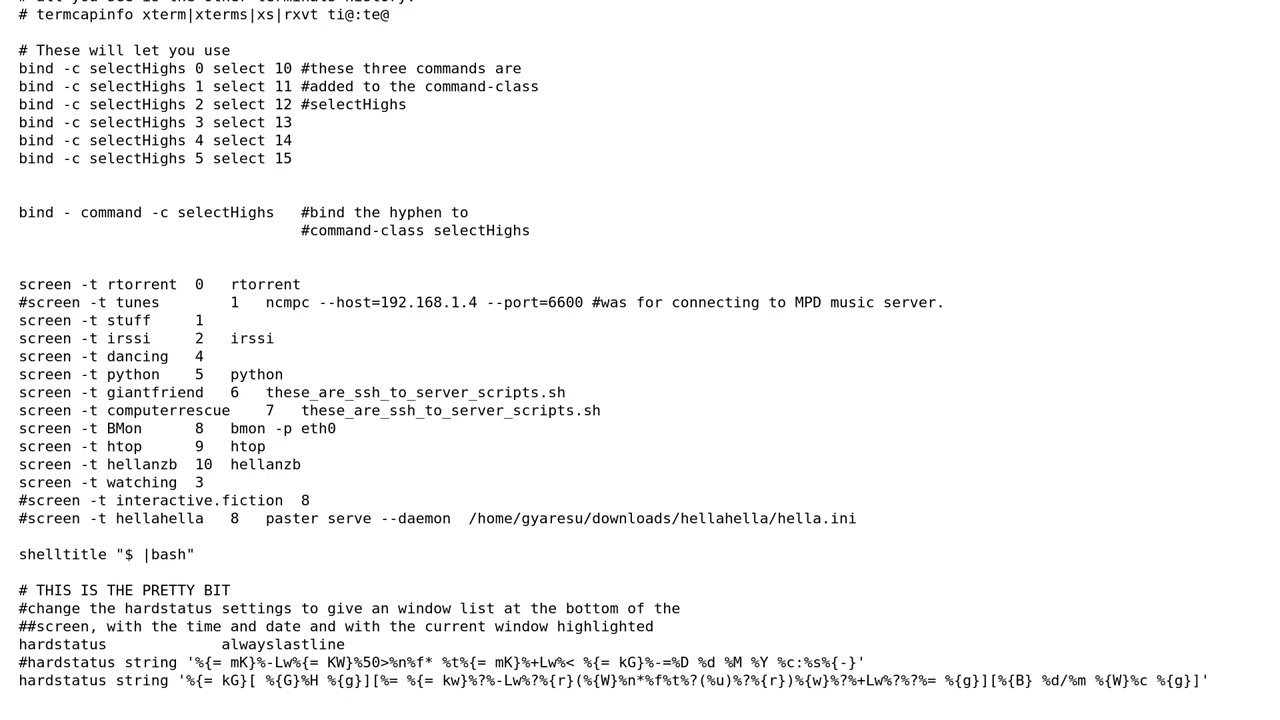 # termcapinfo xterm|xterms|xs|rxvt ti@:te@
# These will let you use
bind -c selectHighs 0 select 10 #these three commands are
bind -c selectHighs 1 select 11 #added to the command-class
bind -c selectHighs 2 select 12 #selectHighs
bind -c selectHighs 3 select 13
bind -c selectHighs 4 select 14
bind -c selectHighs 5 select 15
bind - command -c selectHighs   #bind the hyphen to
                                #command-class selectHighs
screen -t rtorrent  0   rtorrent
#screen -t tunes        1   ncmpc --host=192.168.1.4 --port=6600 #was for connecting to MPD music server.
screen -t stuff     1
screen -t irssi     2   irssi
screen -t dancing   4
screen -t python    5   python
screen -t giantfriend   6   these_are_ssh_to_server_scripts.sh
screen -t computerrescue    7   these_are_ssh_to_server_scripts.sh
screen -t BMon      8   bmon -p eth0
screen -t htop      9   htop
screen -t hellanzb  10  hellanzb
screen -t watching  3
#screen -t interactive.fiction  8
#screen -t hellahella   8   paster serve --daemon  /home/gyaresu/downloads/hellahella/hella.ini
shelltitle "$ |bash"
# THIS IS THE PRETTY BIT
#change the hardstatus settings to give an window list at the bottom of the
##screen, with the time and date and with the current window highlighted
hardstatus             alwayslastline
#hardstatus string '%{= mK}%-Lw%{= KW}%50>%n%f* %t%{= mK}%+Lw%< %{= kG}%-=%D %d %M %Y %c:%s%{-}'
hardstatus string '%{= kG}[ %{G}%H %{g}][%= %{= kw}%?%-Lw%?%{r}(%{W}%n*%f%t%?(%u)%?%{r})%{w}%?%+Lw%?%?%= %{g}][%{B} %d/%m %{W}%c %{g}]'